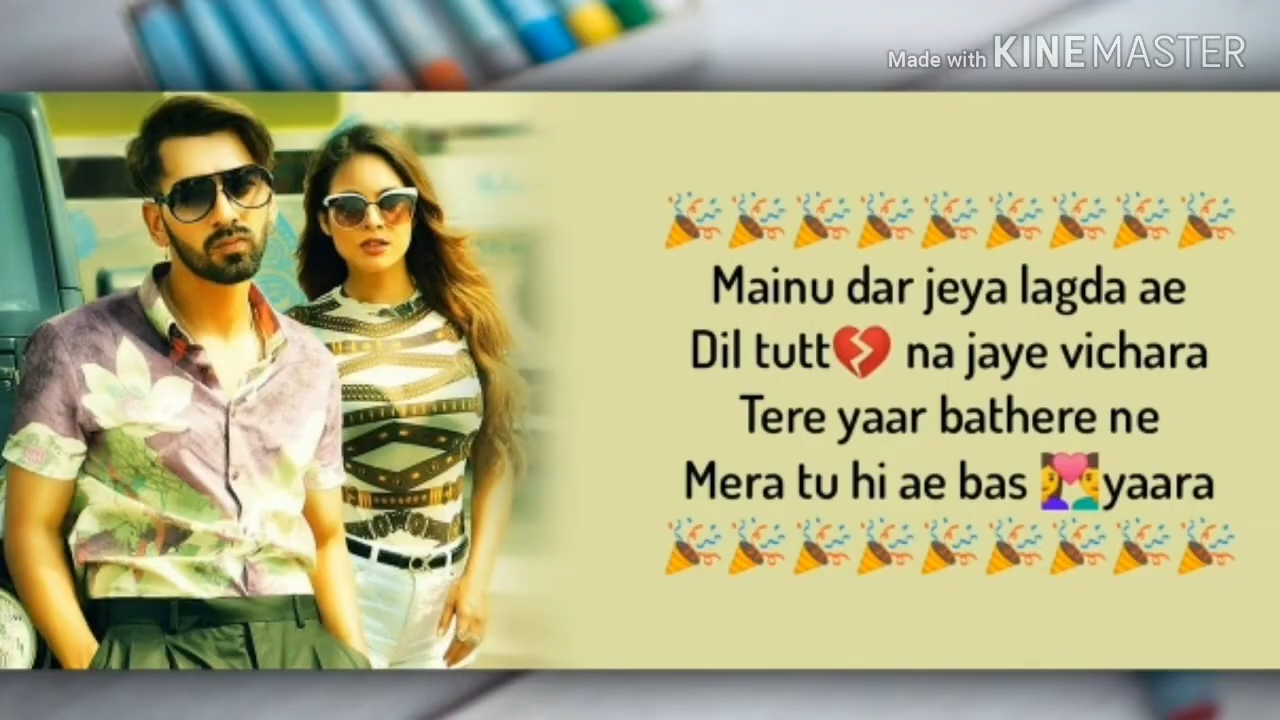 Made with KINEMASTER
🎉🎉🎉🎉🎉🎉🎉🎉🎉
Mainu dar jeya lagda ae
Dil tutt💔 na jaye vichara
Tere yaar bathere ne
Mera tu hi ae bas 👩‍❤️‍👨yaara
🎉🎉🎉🎉🎉🎉🎉🎉🎉